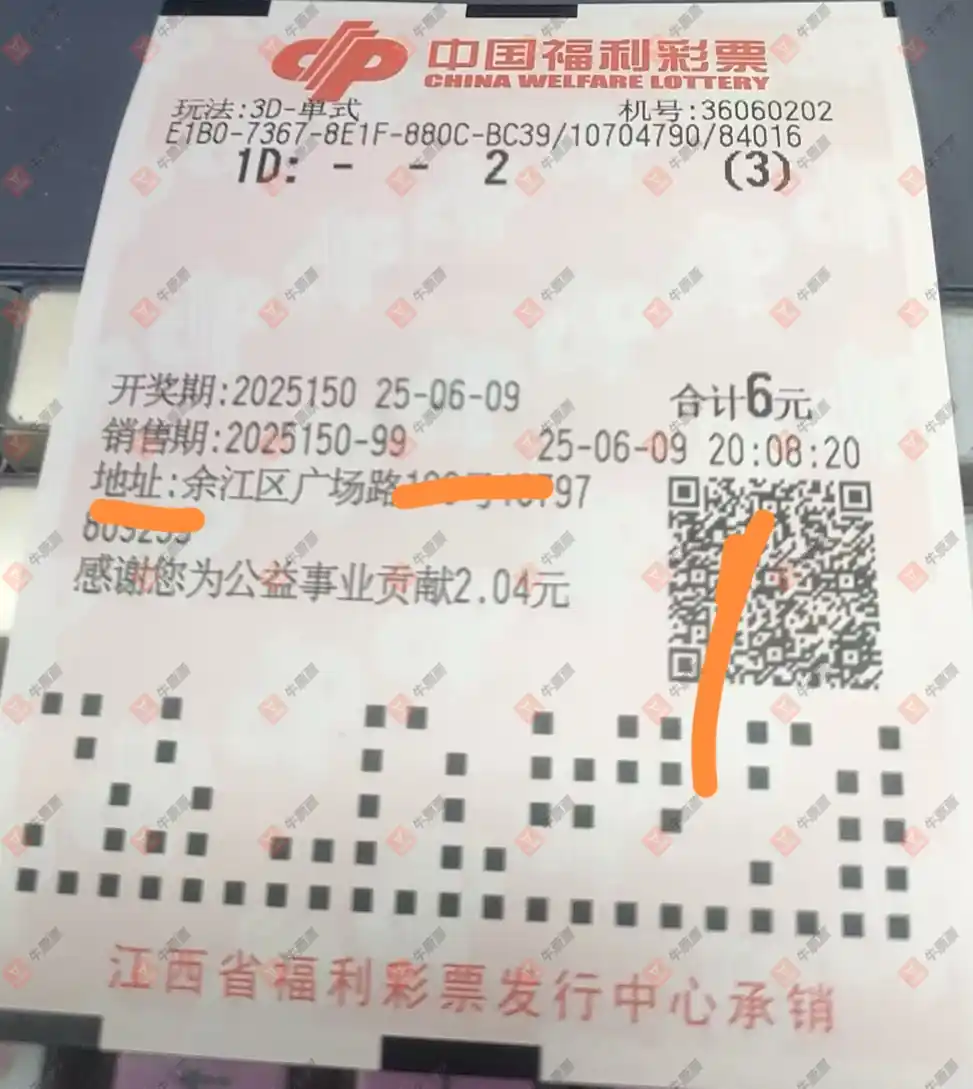 中国福利彩票
CHINA WELFARE LOTTERY
玩法:3D-单式 机号:36060202
E1B0-7367-8E1F-880C-BC39/10704790/84016
1D: - - 2 (3)
开奖期:2025150 25-06-09 合计6元
销售期:2025150-99 25-06-09 20:08:20
地址:余江区广场路
感谢您为公益事业贡献2.04元
江西省福利彩票发行中心承销